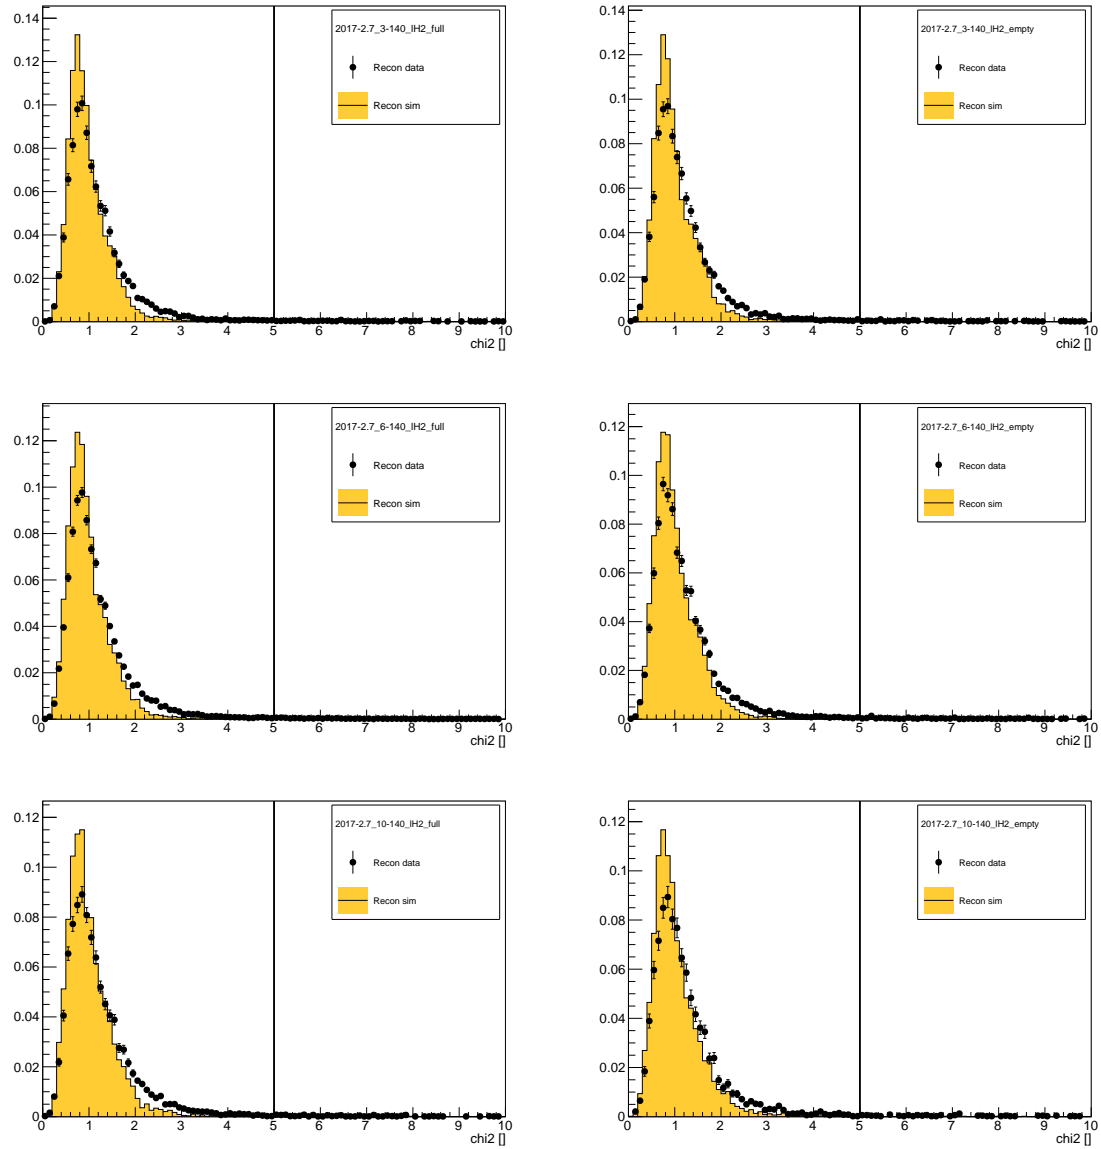 2017-2.7_3-140_lH2_full
Recon data
Recon sim
0.14
0.12
0.1
0.08
0.06
0.04
0.02
0
0 1 2 3 4 5 6 7 8 9 10
chi2 []
2017-2.7_3-140_lH2_empty
Recon data
Recon sim
0.14
0.12
0.1
0.08
0.06
0.04
0.02
0
0 1 2 3 4 5 6 7 8 9 10
chi2 []
2017-2.7_6-140_lH2_full
Recon data
Recon sim
0.12
0.1
0.08
0.06
0.04
0.02
0
0 1 2 3 4 5 6 7 8 9 10
chi2 []
2017-2.7_6-140_lH2_empty
Recon data
Recon sim
0.12
0.1
0.08
0.06
0.04
0.02
0
0 1 2 3 4 5 6 7 8 9 10
chi2 []
2017-2.7_10-140_lH2_full
Recon data
Recon sim
0.12
0.1
0.08
0.06
0.04
0.02
0
0 1 2 3 4 5 6 7 8 9 10
chi2 []
2017-2.7_10-140_lH2_empty
Recon data
Recon sim
0.12
0.1
0.08
0.06
0.04
0.02
0
0 1 2 3 4 5 6 7 8 9 10
chi2 []